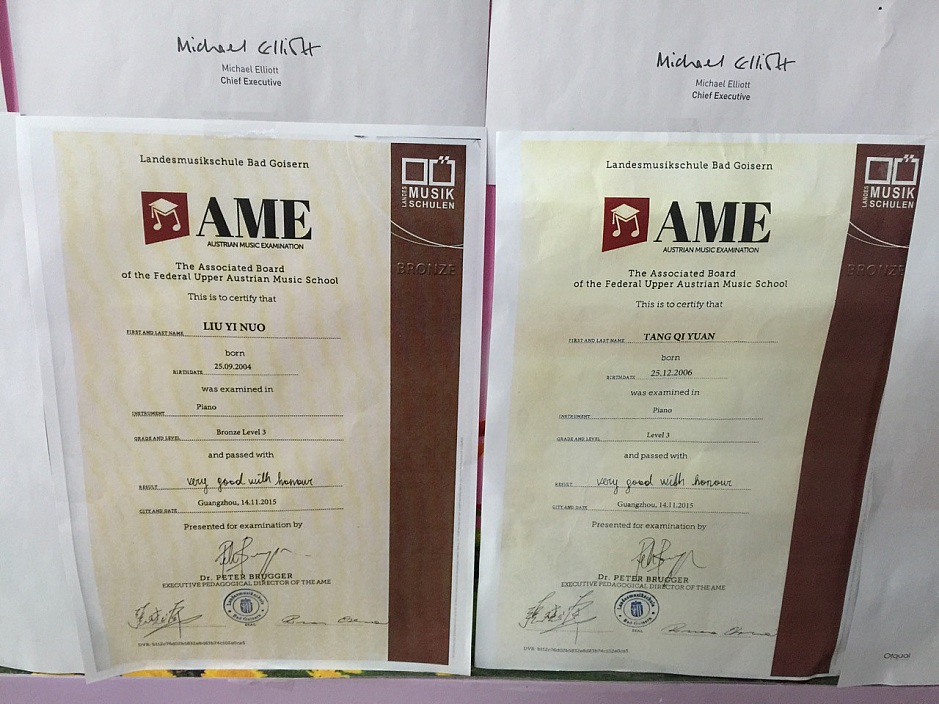 Michael Elliott
Michael Elliott
Chief Executive
Michael Elliott
Michael Elliott
Chief Executive
Landesmusikschule Bad Goisern
LANDES
MUSIK
SCHULEN
AME
AUSTRIAN MUSIC EXAMINATION
BRONZE
The Associated Board
of the Federal Upper Austrian Music School
This is to certify that
FIRST AND LAST NAME LIU YI NUO
born
BIRTHDATE 25.09.2004
was examined in
INSTRUMENT Piano
GRADE AND LEVEL Bronze Level 3
and passed with
RESULT very good with honour
CITY AND DATE Guangzhou, 14.11.2015
Presented for examination by
Dr. PETER BRUGGER
EXECUTIVE PEDAGOGICAL DIRECTOR OF THE AME
Landesmusikschule
Bad Goisern
Landesmusikschule Bad Goisern
LANDES
MUSIK
SCHULEN
AME
AUSTRIAN MUSIC EXAMINATION
BRONZE
The Associated Board
of the Federal Upper Austrian Music School
This is to certify that
FIRST AND LAST NAME TANG QI YUAN
born
BIRTHDATE 25.12.2006
was examined in
INSTRUMENT Piano
GRADE AND LEVEL Level 3
and passed with
RESULT very good with honour
CITY AND DATE Guangzhou, 14.11.2015
Presented for examination by
Dr. PETER BRUGGER
EXECUTIVE PEDAGOGICAL DIRECTOR OF THE AME
Landesmusikschule
Bad Goisern
Ofqual